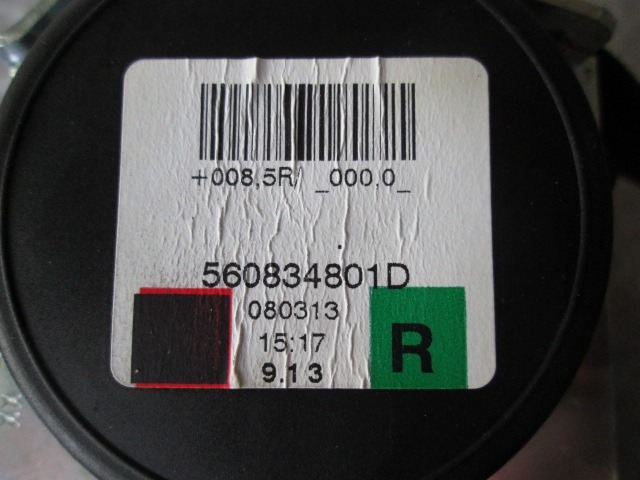 +008,5R/ _000,0_
560834801D
080313
15:17
9.13
R